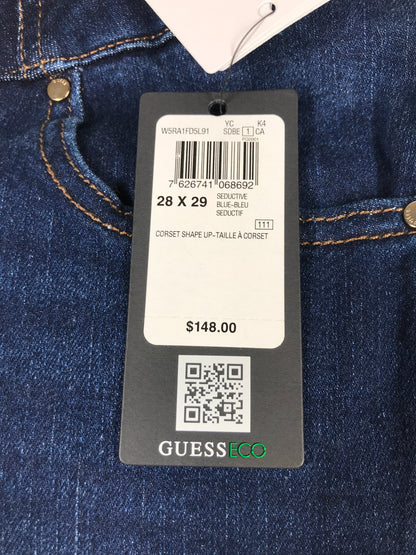 YC K4
W5RA1FD5L91 SDBE 1 CA
7 626741 068692
28 X 29 SEDUCTIVE
BLUE-BLEU
SEDUCTIF
111
CORSET SHAPE UP-TAILLE À CORSET
$148.00
GUESSECO